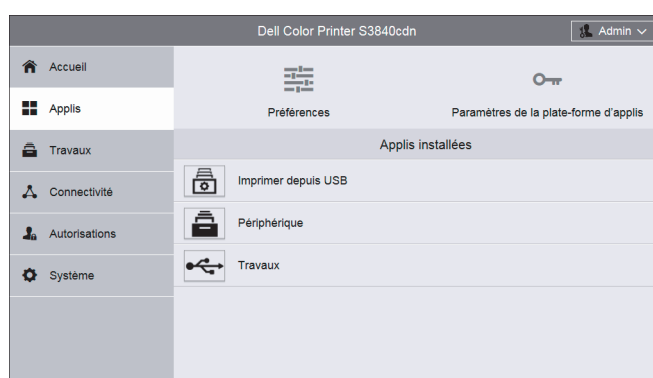 Dell Color Printer S3840cdn
Admin
Accueil
Applis
Travaux
Connectivité
Autorisations
Système
Préférences
Paramètres de la plate-forme d'applis
Applis installées
Imprimer depuis USB
Périphérique
Travaux